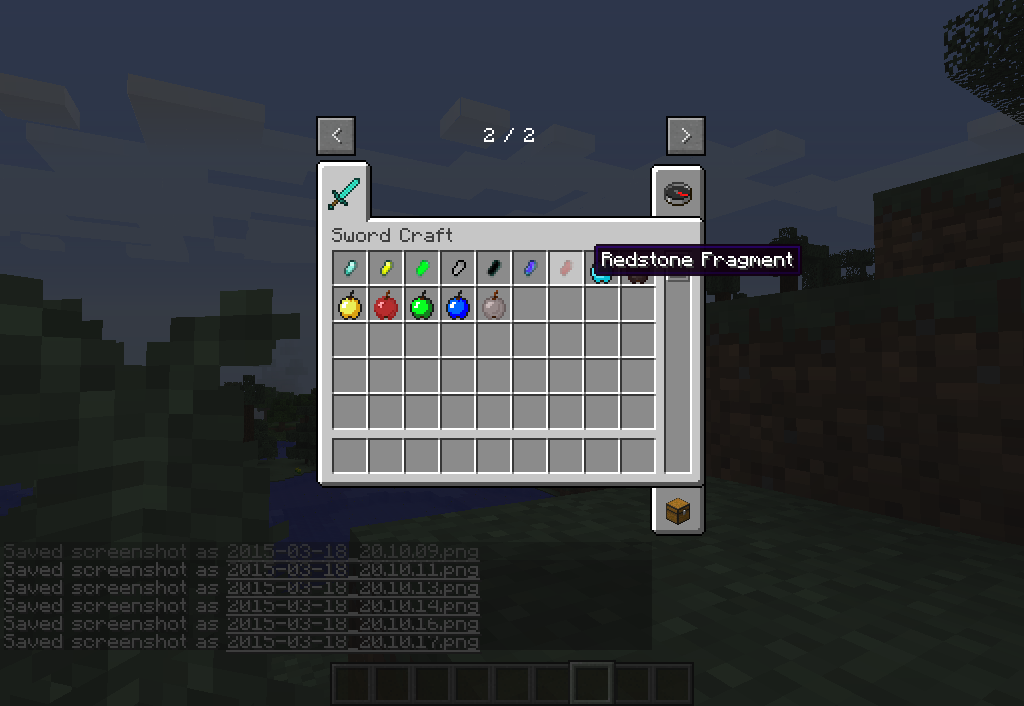 <
2 / 2
>
Sword Craft
Redstone Fragment
Saved screenshot as 2015-03-18_20.10.09.png
Saved screenshot as 2015-03-18_20.10.11.png
Saved screenshot as 2015-03-18_20.10.13.png
Saved screenshot as 2015-03-18_20.10.14.png
Saved screenshot as 2015-03-18_20.10.16.png
Saved screenshot as 2015-03-18_20.10.17.png